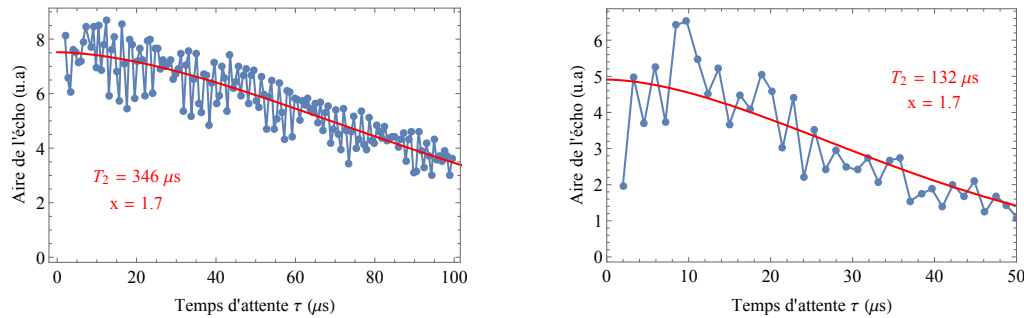 Aire de l'écho (u.a)
8
6
4
2
0
T₂ = 346 μs
x = 1.7
0 20 40 60 80 100
Temps d'attente τ (μs)
Aire de l'écho (u.a)
6
5
4
3
2
1
0
T₂ = 132 μs
x = 1.7
0 10 20 30 40 50
Temps d'attente τ (μs)